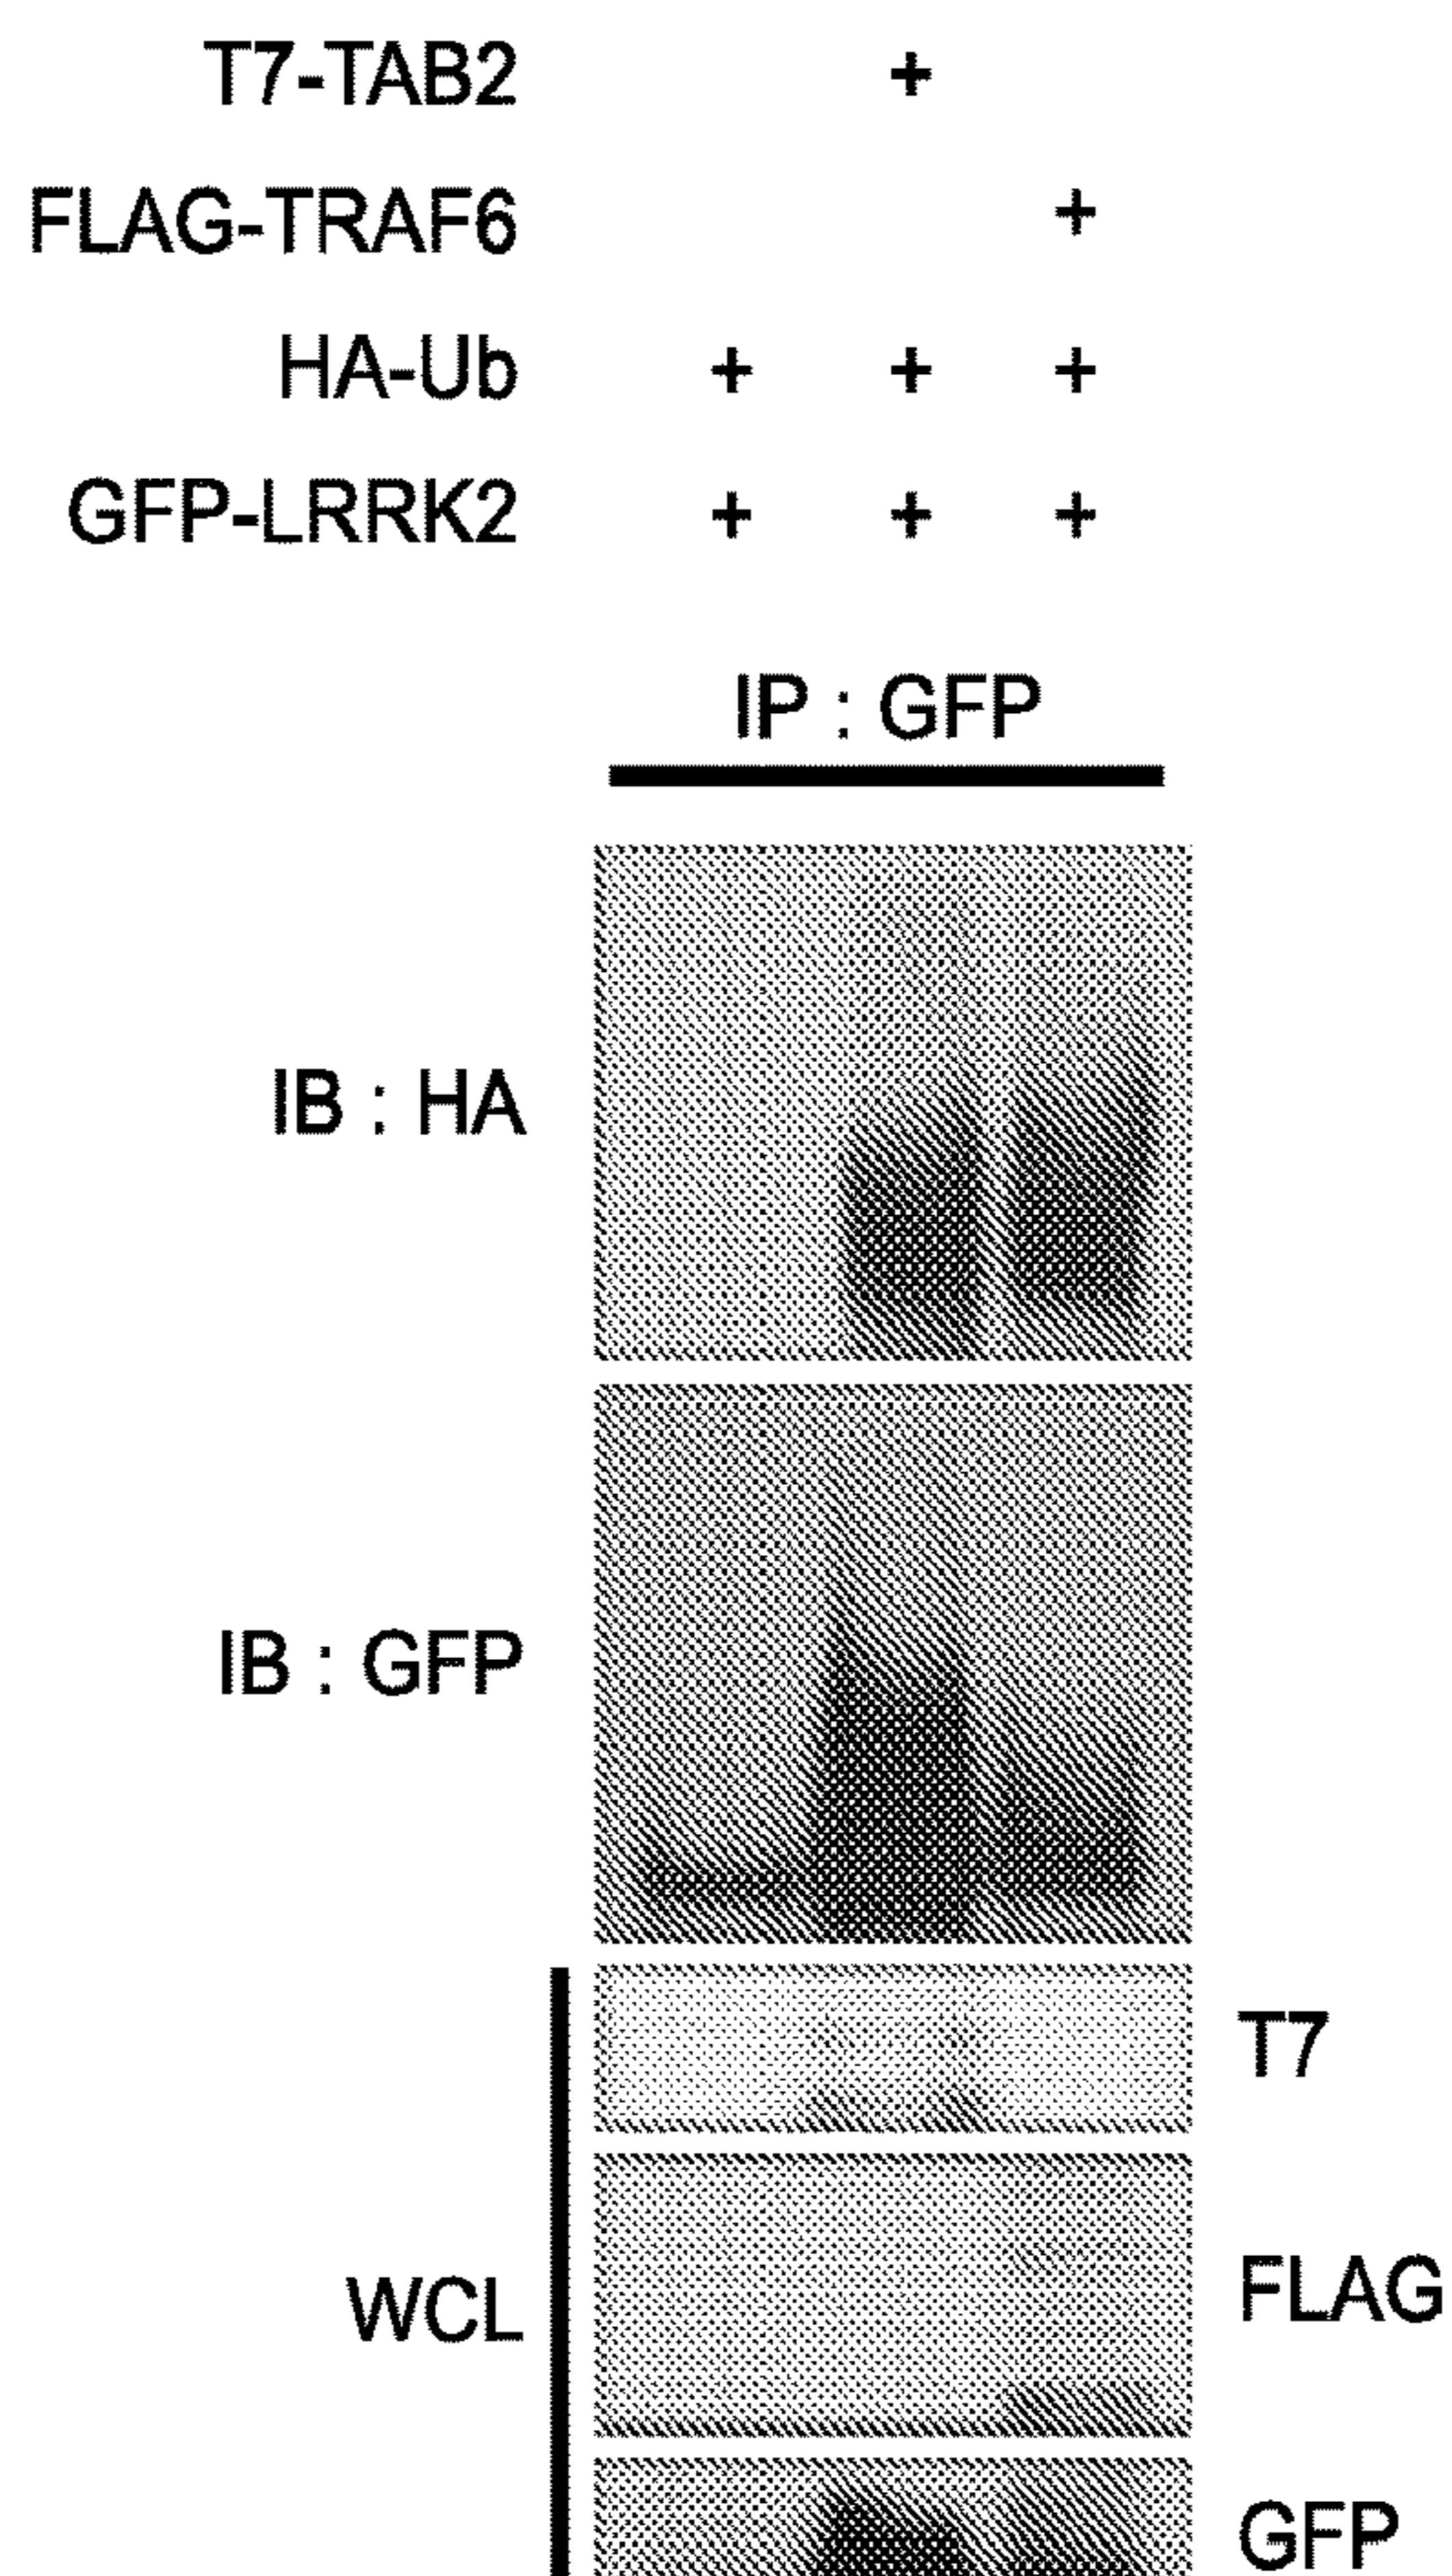 T7-TAB2 +
FLAG-TRAF6 +
HA-Ub + + +
GFP-LRRK2 + + +
IP : GFP
IB : HA
IB : GFP
T7
WCL
FLAG
GFP